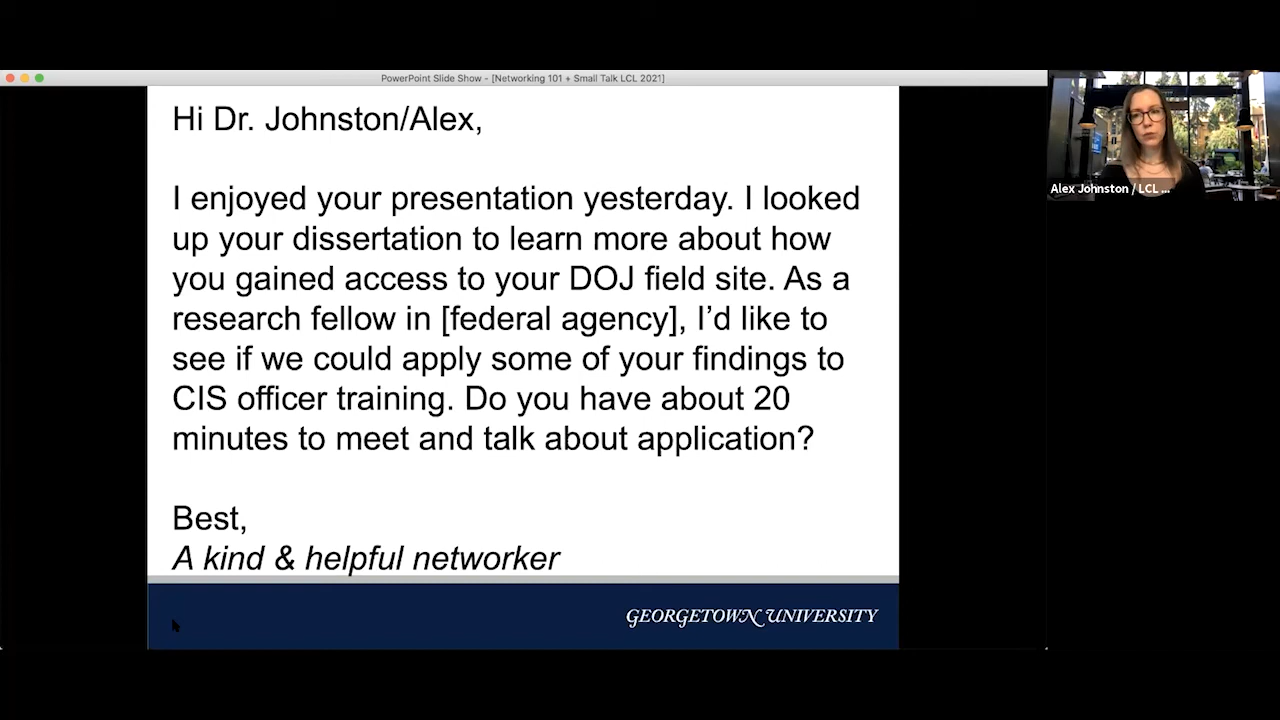 PowerPoint Slide Show - [Networking 101 + Small Talk LCL 2021]
Hi Dr. Johnston/Alex,
I enjoyed your presentation yesterday. I looked
up your dissertation to learn more about how
you gained access to your DOJ field site. As a
research fellow in [federal agency], I’d like to
see if we could apply some of your findings to
CIS officer training. Do you have about 20
minutes to meet and talk about application?
Best,
A kind & helpful networker
GEORGETOWN UNIVERSITY
Alex Johnston / LCL ...